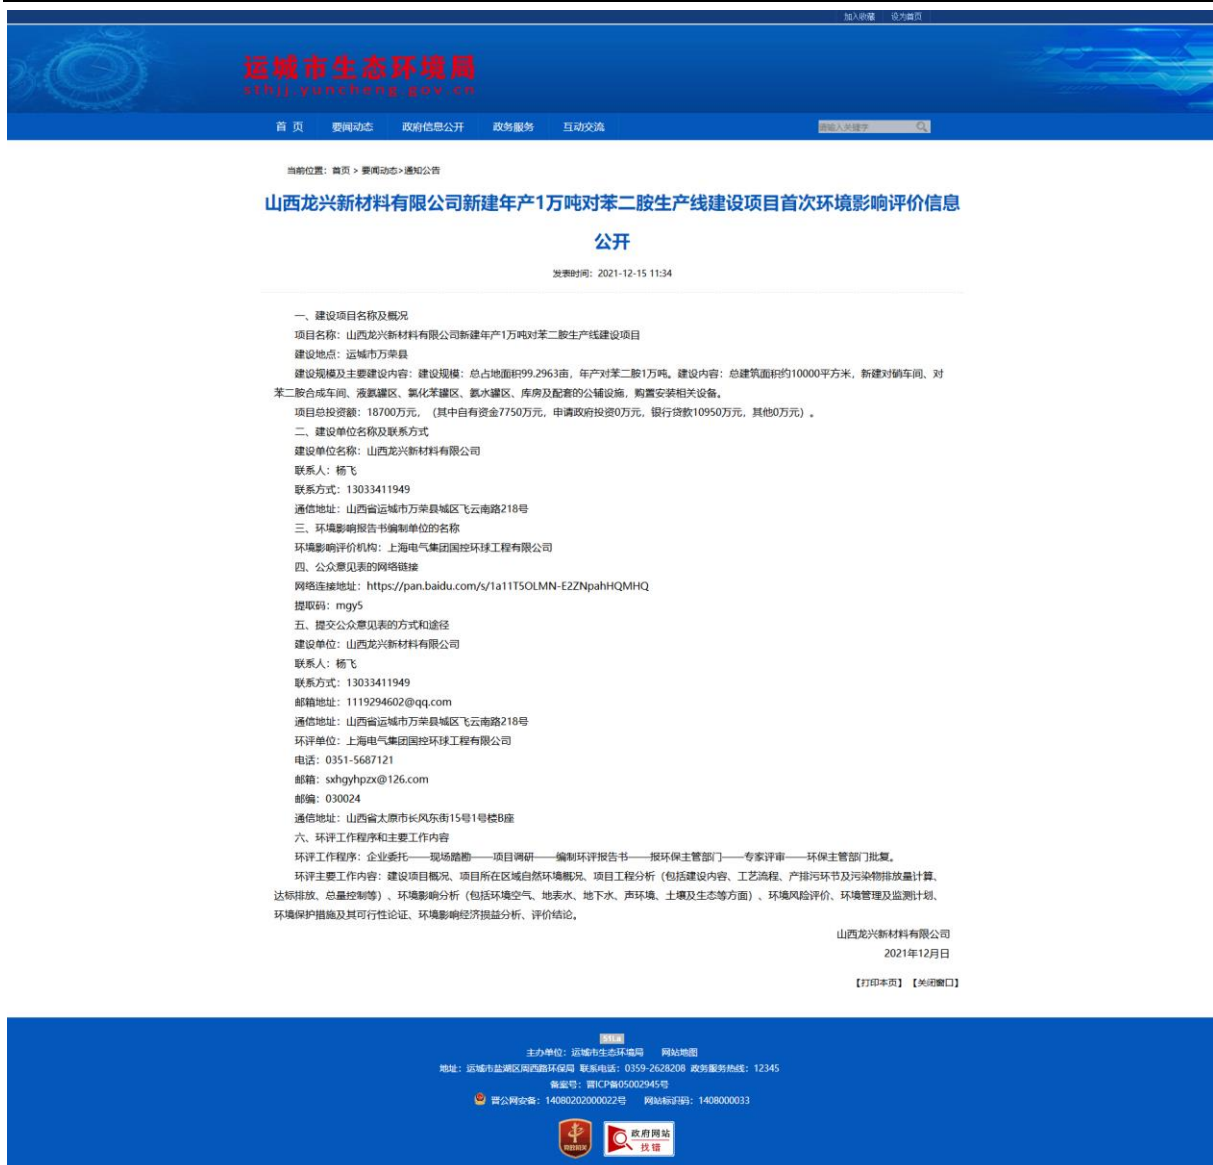 加入收藏 设为首页
运城市生态环境局
sthjj.yuncheng.gov.cn
首 页 要闻动态 政府信息公开 政务服务 互动交流 请输入关键字
当前位置：首页 > 要闻动态>通知公告
山西龙兴新材料有限公司新建年产1万吨对苯二胺生产线建设项目首次环境影响评价信息
公开
发表时间：2021-12-15 11:34
一、建设项目名称及概况
项目名称：山西龙兴新材料有限公司新建年产1万吨对苯二胺生产线建设项目
建设地点：运城市万荣县
建设规模及主要建设内容：建设规模：总占地面积99.2963亩，年产对苯二胺1万吨。建设内容：总建筑面积约10000平方米，新建对硝车间、对
苯二胺合成车间、液氨罐区、氯化苯罐区、氨水罐区、库房及配套的公辅设施，购置安装相关设备。
项目总投资额：18700万元，（其中自有资金7750万元，申请政府投资0万元，银行贷款10950万元，其他0万元）。
二、建设单位名称及联系方式
建设单位名称：山西龙兴新材料有限公司
联系人：杨飞
联系方式：13033411949
通信地址：山西省运城市万荣县城区飞云南路218号
三、环境影响报告书编制单位的名称
环境影响评价机构：上海电气集团国控环球工程有限公司
四、公众意见表的网络链接
网络连接地址：https://pan.baidu.com/s/1a11T5OLMN-E2ZNpahHQMHQ
提取码：mgy5
五、提交公众意见表的方式和途径
建设单位：山西龙兴新材料有限公司
联系人：杨飞
联系方式：13033411949
邮箱地址：1119294602@qq.com
通信地址：山西省运城市万荣县城区飞云南路218号
环评单位：上海电气集团国控环球工程有限公司
电话：0351-5687121
邮箱：sxhgyhpzx@126.com
邮编：030024
通信地址：山西省太原市长风东街15号1号楼B座
六、环评工作程序和主要工作内容
环评工作程序：企业委托——现场踏勘——项目调研——编制环评报告书——报环保主管部门——专家评审——环保主管部门批复。
环评主要工作内容：建设项目概况、项目所在区域自然环境概况、项目工程分析（包括建设内容、工艺流程、产排污环节及污染物排放量计算、
达标排放、总量控制等）、环境影响分析（包括环境空气、地表水、地下水、声环境、土壤及生态等方面）、环境风险评价、环境管理及监测计划、
环境保护措施及其可行性论证、环境影响经济损益分析、评价结论。
山西龙兴新材料有限公司
2021年12月日
【打印本页】【关闭窗口】
51La
主办单位：运城市生态环境局 网站地图
地址：运城市盐湖区周西路环保局 联系电话：0359-2628208 政务服务热线：12345
备案号：晋ICP备05002945号
晋公网安备：14080202000022号 网站标识码：1408000033
党政机关
政府网站
找错